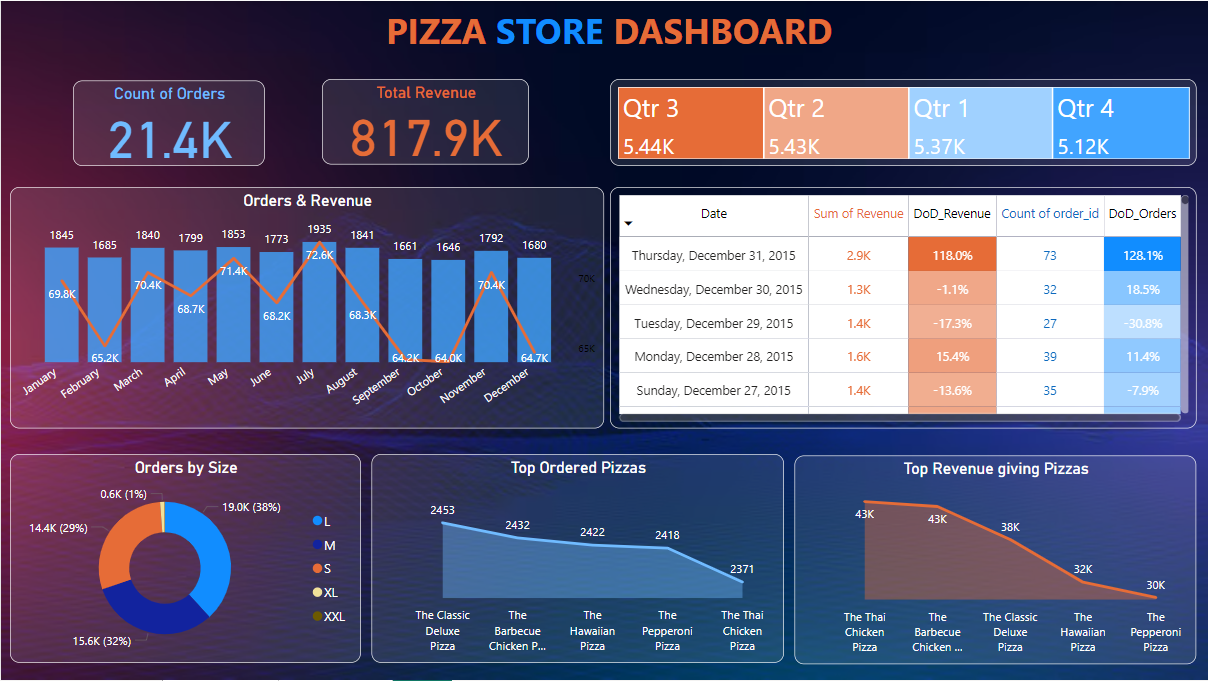 PIZZA STORE DASHBOARD
Count of Orders
21.4K
Total Revenue
817.9K
Qtr 3
5.44K
Qtr 2
5.43K
Qtr 1
5.37K
Qtr 4
5.12K
Orders & Revenue
1845 1685 1840 1799 1853 1773 1935 1841 1661 1646 1792 1680
69.8K 65.2K 70.4K 68.7K 71.4K 68.2K 72.6K 68.3K 64.2K 64.0K 70.4K 64.7K
70K
65K
January February March April May June July August September October November December
Date Sum of Revenue DoD_Revenue Count of order_id DoD_Orders
Thursday, December 31, 2015 2.9K 118.0% 73 128.1%
Wednesday, December 30, 2015 1.3K -1.1% 32 18.5%
Tuesday, December 29, 2015 1.4K -17.3% 27 -30.8%
Monday, December 28, 2015 1.6K 15.4% 39 11.4%
Sunday, December 27, 2015 1.4K -13.6% 35 -7.9%
Orders by Size
0.6K (1%)
19.0K (38%)
14.4K (29%)
15.6K (32%)
L
M
S
XL
XXL
Top Ordered Pizzas
2453 2432 2422 2418 2371
The Classic Deluxe Pizza
The Barbecue Chicken P...
The Hawaiian Pizza
The Pepperoni Pizza
The Thai Chicken Pizza
Top Revenue giving Pizzas
43K 43K 38K 32K 30K
The Thai Chicken Pizza
The Barbecue Chicken ...
The Classic Deluxe Pizza
The Hawaiian Pizza
The Pepperoni Pizza